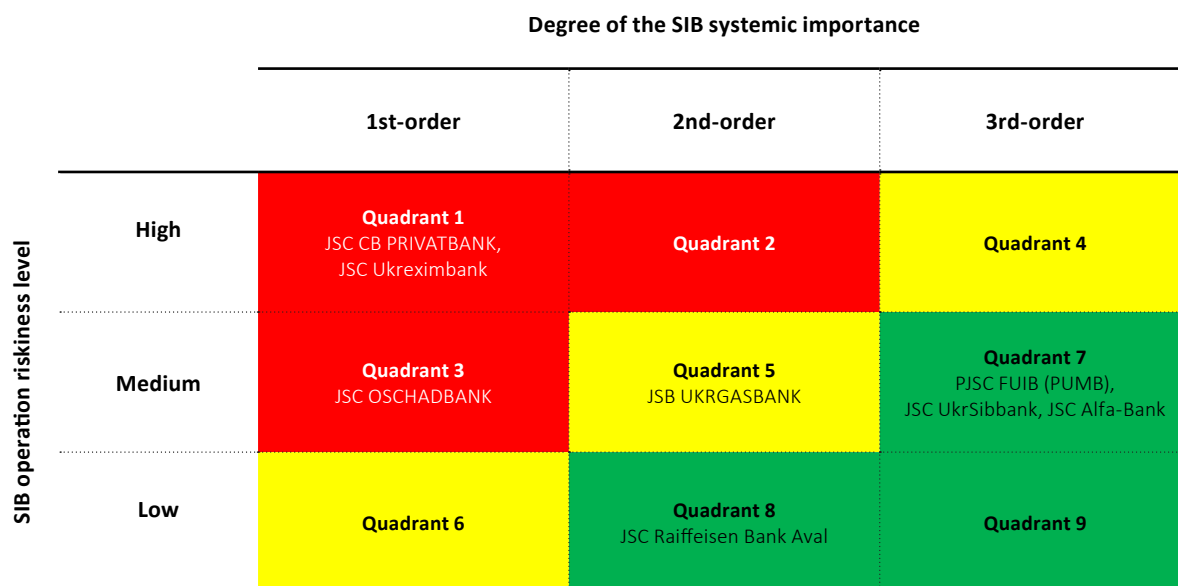 Degree of the SIB systemic importance
1st-order
2nd-order
3rd-order
SIB operation riskiness level
High
Quadrant 1
JSC CB PRIVATBANK,
JSC Ukreximbank
Quadrant 2
Quadrant 4
Medium
Quadrant 3
JSC OSCHADBANK
Quadrant 5
JSB UKRGASBANK
Quadrant 7
PJSC FUIB (PUMB),
JSC UkrSibbank, JSC Alfa-Bank
Low
Quadrant 6
Quadrant 8
JSC Raiffeisen Bank Aval
Quadrant 9